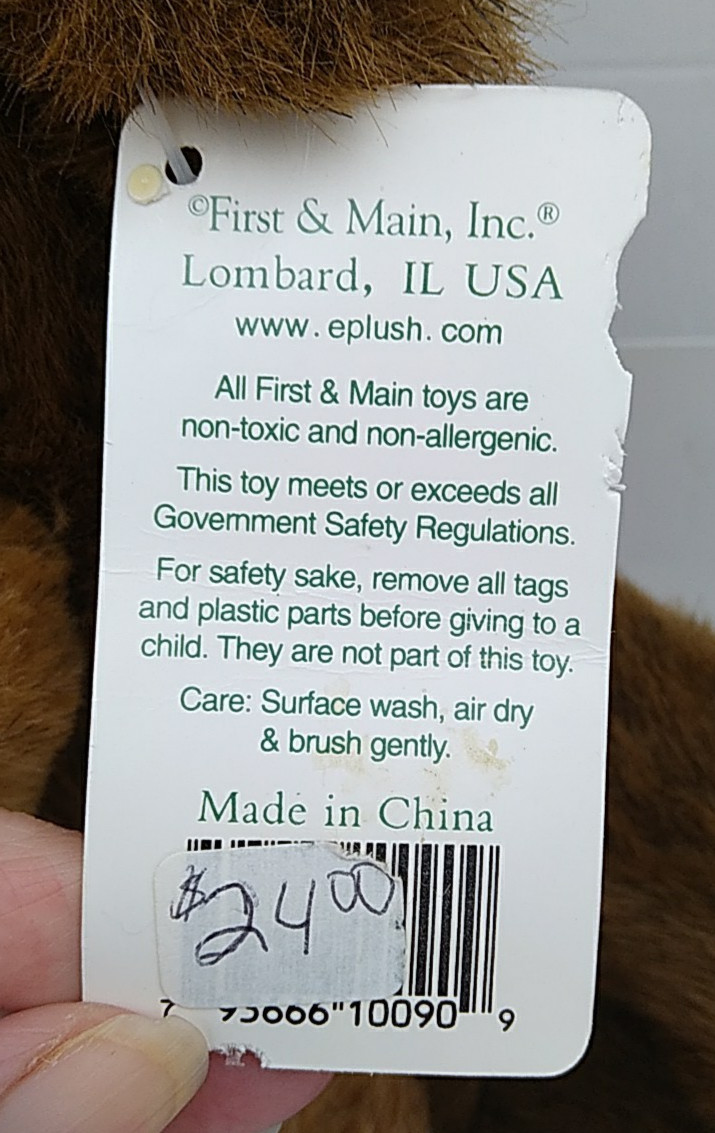 ©First & Main, Inc.®
Lombard, IL USA
www.eplush.com
All First & Main toys are
non-toxic and non-allergenic.
This toy meets or exceeds all
Government Safety Regulations.
For safety sake, remove all tags
and plastic parts before giving to a
child. They are not part of this toy.
Care: Surface wash, air dry
& brush gently.
Made in China
$2400
7 93666"10090 9